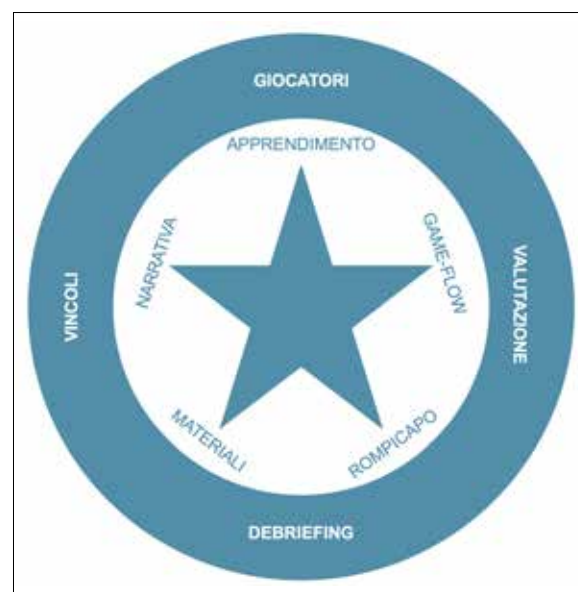 GIOCATORI
APPRENDIMENTO
NARRATIVA
GAME-FLOW
VINCOLI
VALUTAZIONE
MATERIALI
ROMPICAPO
DEBRIEFING